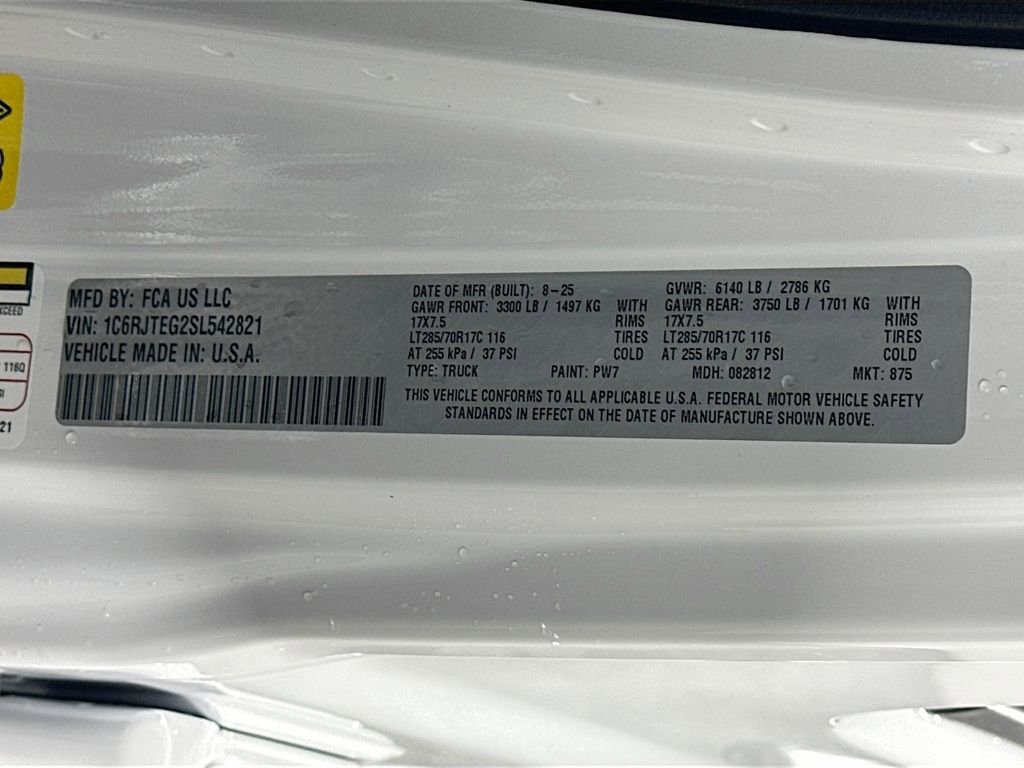 MFD BY: FCA US LLC
VIN: 1C6RJTEG2SL542821
VEHICLE MADE IN: U.S.A.
DATE OF MFR (BUILT): 8-25
GAWR FRONT: 3300 LB / 1497 KG WITH
17X7.5 RIMS
LT285/70R17C 116 TIRES
AT 255 kPa / 37 PSI COLD
GVWR: 6140 LB / 2786 KG
GAWR REAR: 3750 LB / 1701 KG WITH
17X7.5 RIMS
LT285/70R17C 116 TIRES
AT 255 kPa / 37 PSI COLD
TYPE: TRUCK PAINT: PW7 MDH: 082812 MKT: 875
THIS VEHICLE CONFORMS TO ALL APPLICABLE U.S.A. FEDERAL MOTOR VEHICLE SAFETY
STANDARDS IN EFFECT ON THE DATE OF MANUFACTURE SHOWN ABOVE.
XCEED
116Q
SI
21